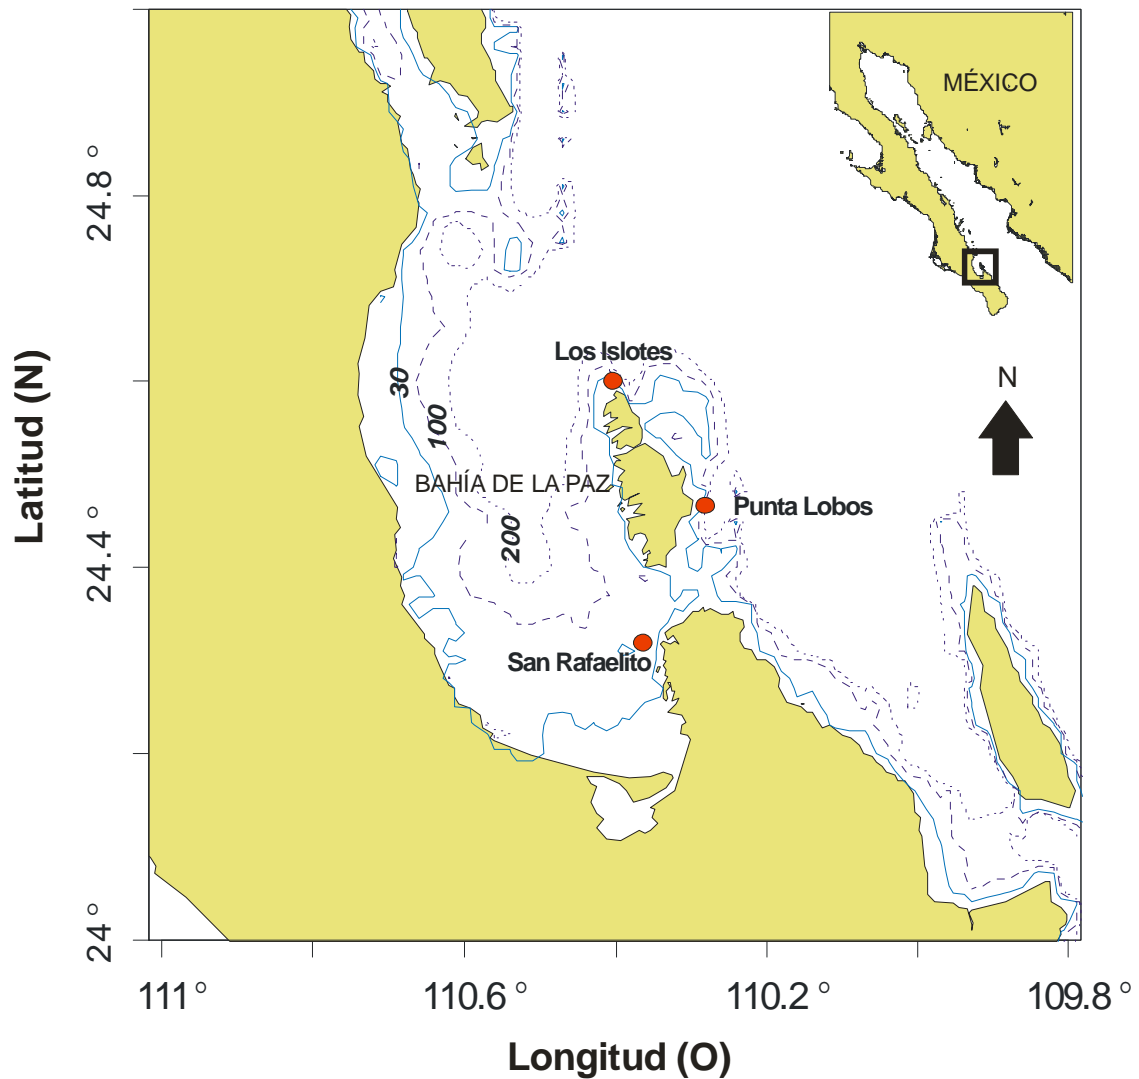 MÉXICO
24.8 °
Los Islotes
N
30
100
BAHÍA DE LA PAZ
Punta Lobos
200
Latitud (N)
24.4 °
San Rafaelito
24 °
111 °
110.6 °
110.2 °
109.8 °
Longitud (O)